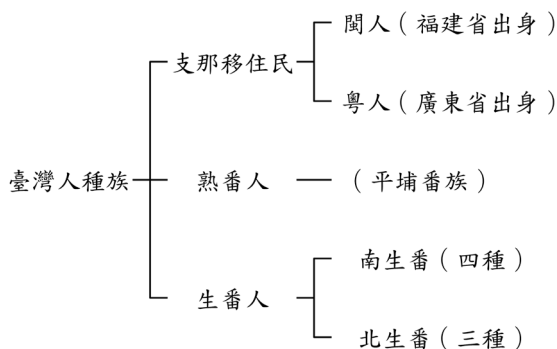 閩人（福建省出身）
支那移住民
粵人（廣東省出身）
臺灣人種族
熟番人
（平埔番族）
南生番（四種）
生番人
北生番（三種）